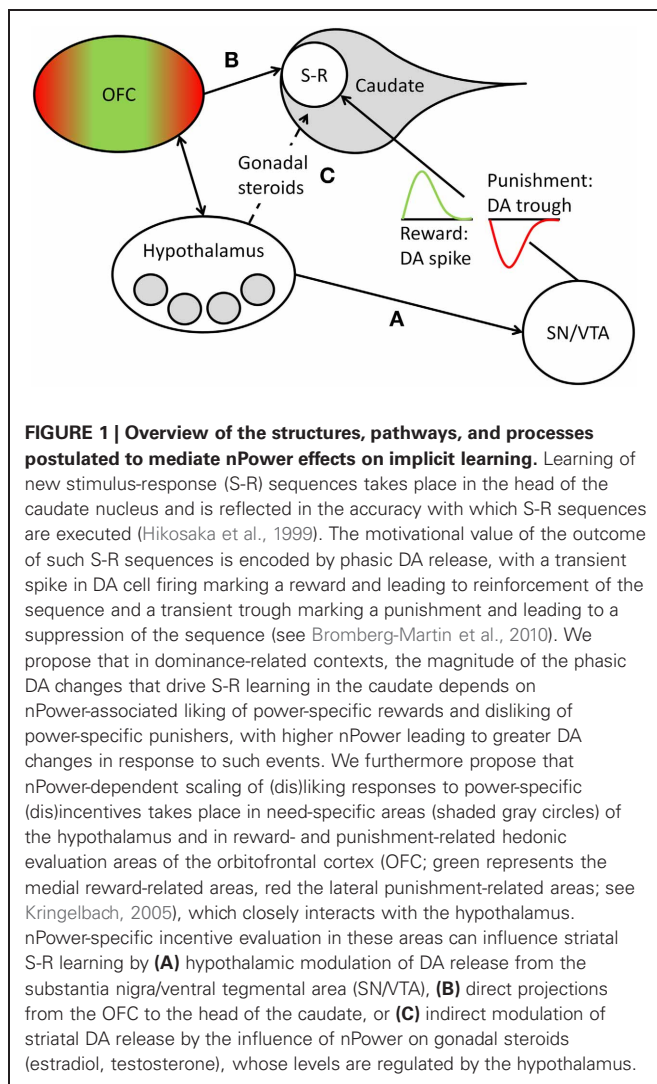 B
OFC
S-R
Caudate
Gonadal
steroids
C
Punishment:
DA trough
Reward:
DA spike
Hypothalamus
A
SN/VTA
FIGURE 1 | Overview of the structures, pathways, and processes
postulated to mediate nPower effects on implicit learning. Learning of
new stimulus-response (S-R) sequences takes place in the head of the
caudate nucleus and is reflected in the accuracy with which S-R sequences
are executed (Hikosaka et al., 1999). The motivational value of the outcome
of such S-R sequences is encoded by phasic DA release, with a transient
spike in DA cell firing marking a reward and leading to reinforcement of the
sequence and a transient trough marking a punishment and leading to a
suppression of the sequence (see Bromberg-Martin et al., 2010). We
propose that in dominance-related contexts, the magnitude of the phasic
DA changes that drive S-R learning in the caudate depends on
nPower-associated liking of power-specific rewards and disliking of
power-specific punishers, with higher nPower leading to greater DA
changes in response to such events. We furthermore propose that
nPower-dependent scaling of (dis)liking responses to power-specific
(dis)incentives takes place in need-specific areas (shaded gray circles) of
the hypothalamus and in reward- and punishment-related hedonic
evaluation areas of the orbitofrontal cortex (OFC; green represents the
medial reward-related areas, red the lateral punishment-related areas; see
Kringelbach, 2005), which closely interacts with the hypothalamus.
nPower-specific incentive evaluation in these areas can influence striatal
S-R learning by (A) hypothalamic modulation of DA release from the
substantia nigra/ventral tegmental area (SN/VTA), (B) direct projections
from the OFC to the head of the caudate, or (C) indirect modulation of
striatal DA release by the influence of nPower on gonadal steroids
(estradiol, testosterone), whose levels are regulated by the hypothalamus.